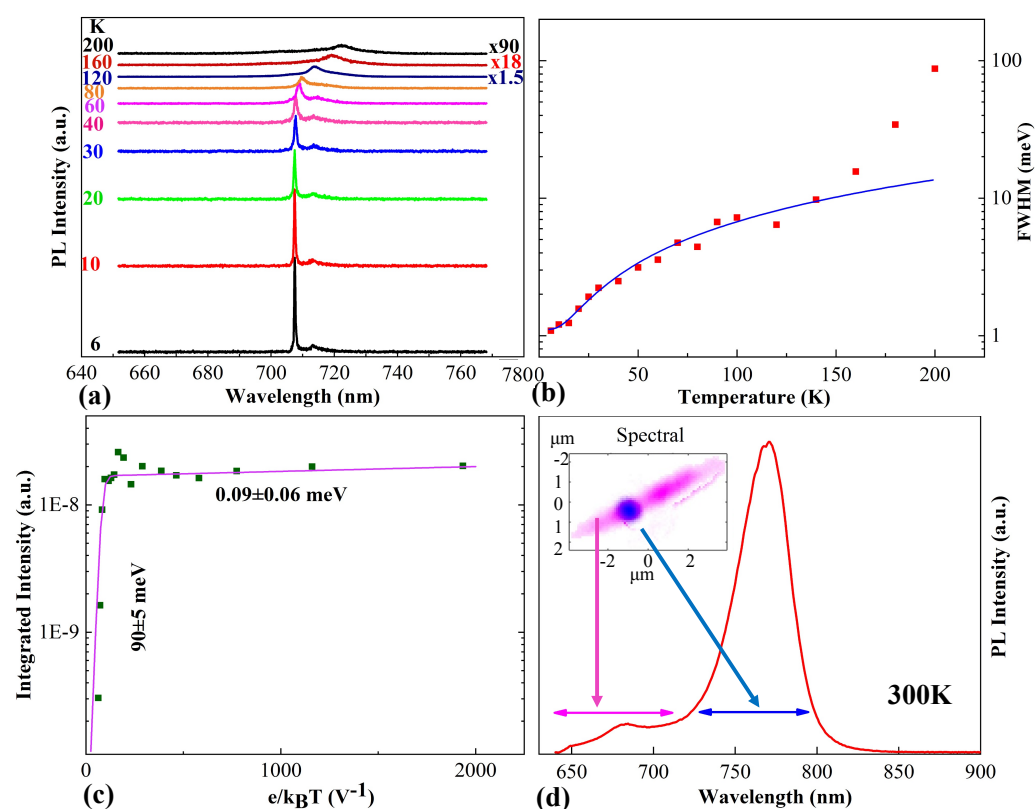 K
200
160
120
80
60
40
30
20
10
6
x90
x18
x1.5
PL Intensity (a.u.)
640 660 680 700 720 740 760 7800
Wavelength (nm)
(a)
100
10
1
FWHM (meV)
50 100 150 200
Temperature (K)
(b)
1E-8
1E-9
Integrated Intensity (a.u.)
0.09±0.06 meV
90±5 meV
0 1000 2000
e/kBT (V-1)
(c)
µm
Spectral
-2
-1
0
1
2
-2 0 2
µm
300K
PL Intensity (a.u.)
650 700 750 800 850 900
Wavelength (nm)
(d)